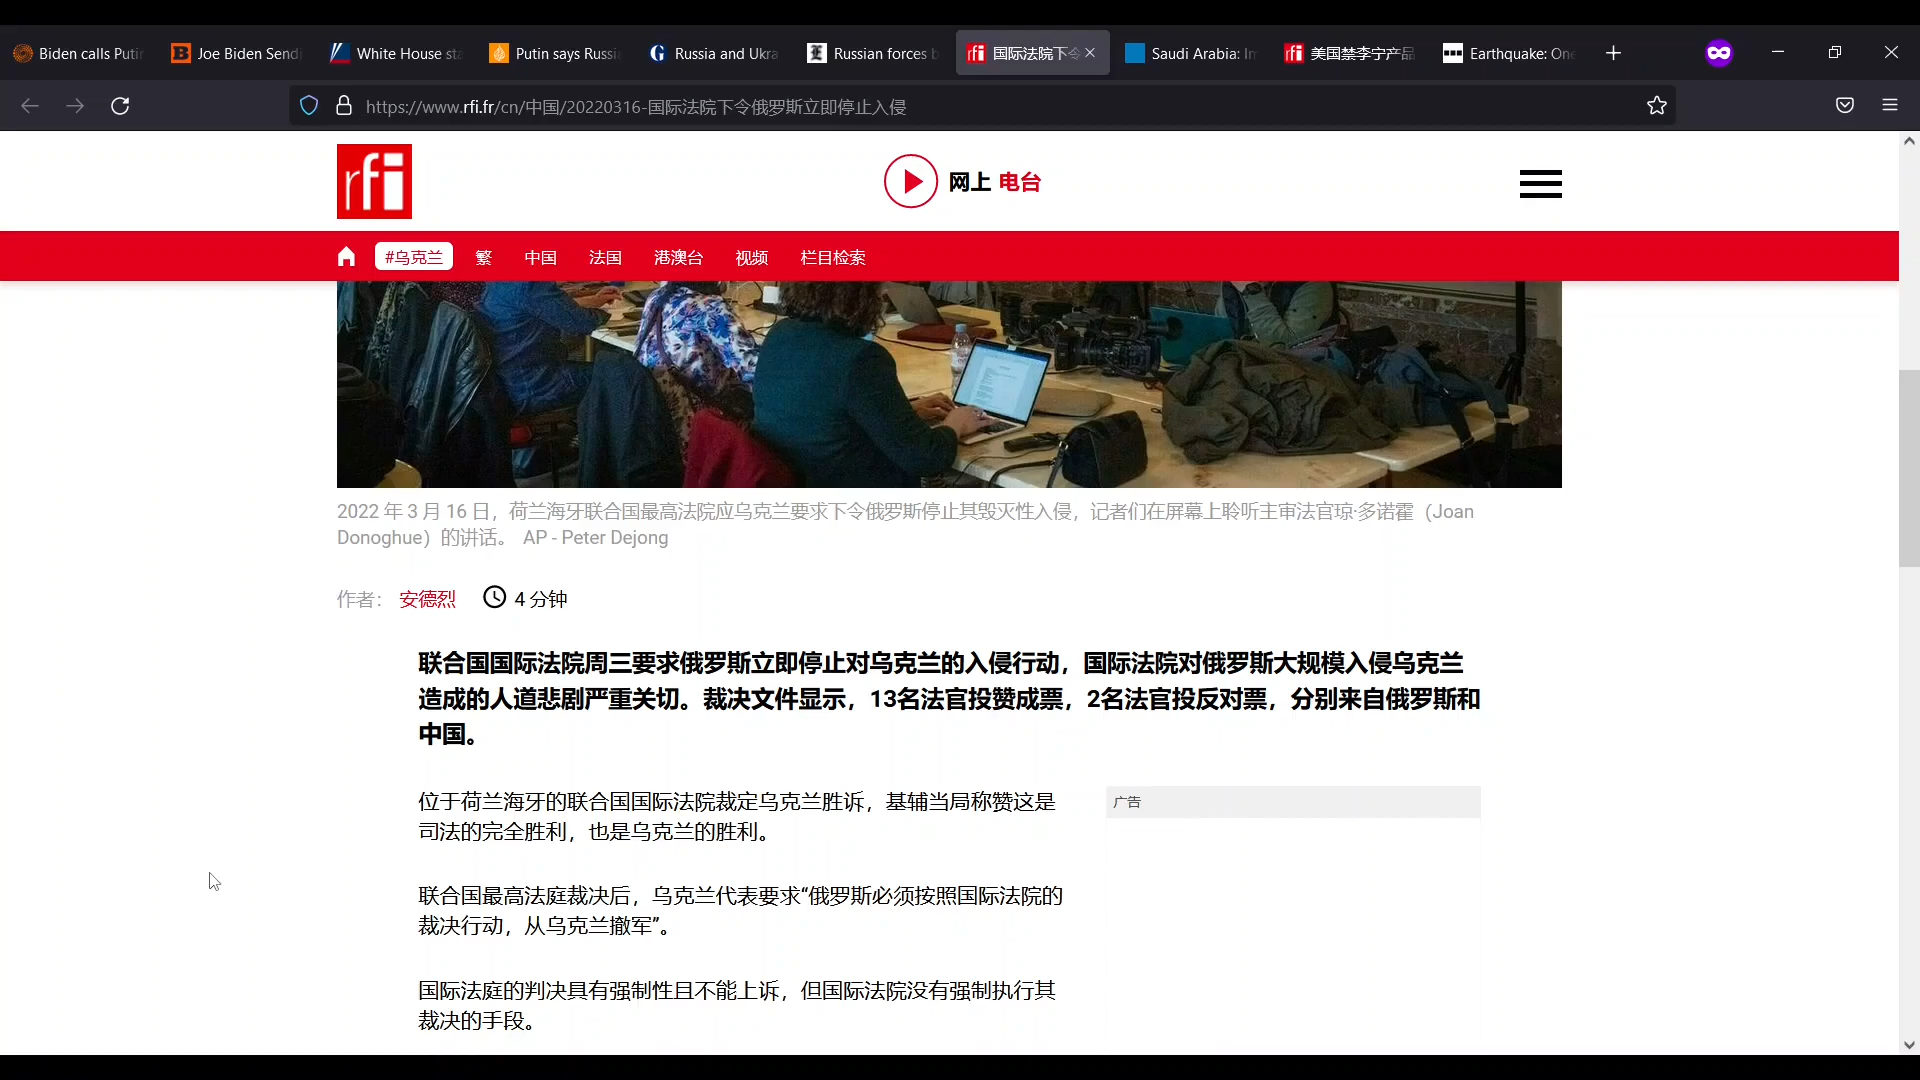 Biden calls Puti
Joe Biden Sendi
White House sta
Putin says Russi
Russia and Ukra
Russian forces b
国际法院下令
Saudi Arabia: In
美国禁李宁产品
Earthquake: One
https://www.rfi.fr/cn/中国/20220316-国际法院下令俄罗斯立即停止入侵
rfi
网上 电台
#乌克兰 繁 中国 法国 港澳台 视频 栏目检索
2022 年 3 月 16 日，荷兰海牙联合国最高法院应乌克兰要求下令俄罗斯停止其毁灭性入侵，记者们在屏幕上聆听主审法官琼·多诺霍（Joan
Donoghue）的讲话。 AP - Peter Dejong
作者： 安德烈 4 分钟
联合国国际法院周三要求俄罗斯立即停止对乌克兰的入侵行动，国际法院对俄罗斯大规模入侵乌克兰
造成的人道悲剧严重关切。裁决文件显示，13名法官投赞成票，2名法官投反对票，分别来自俄罗斯和
中国。
位于荷兰海牙的联合国国际法院裁定乌克兰胜诉，基辅当局称赞这是
司法的完全胜利，也是乌克兰的胜利。
广告
联合国最高法庭裁决后，乌克兰代表要求“俄罗斯必须按照国际法院的
裁决行动，从乌克兰撤军”。
国际法庭的判决具有强制性且不能上诉，但国际法院没有强制执行其
裁决的手段。